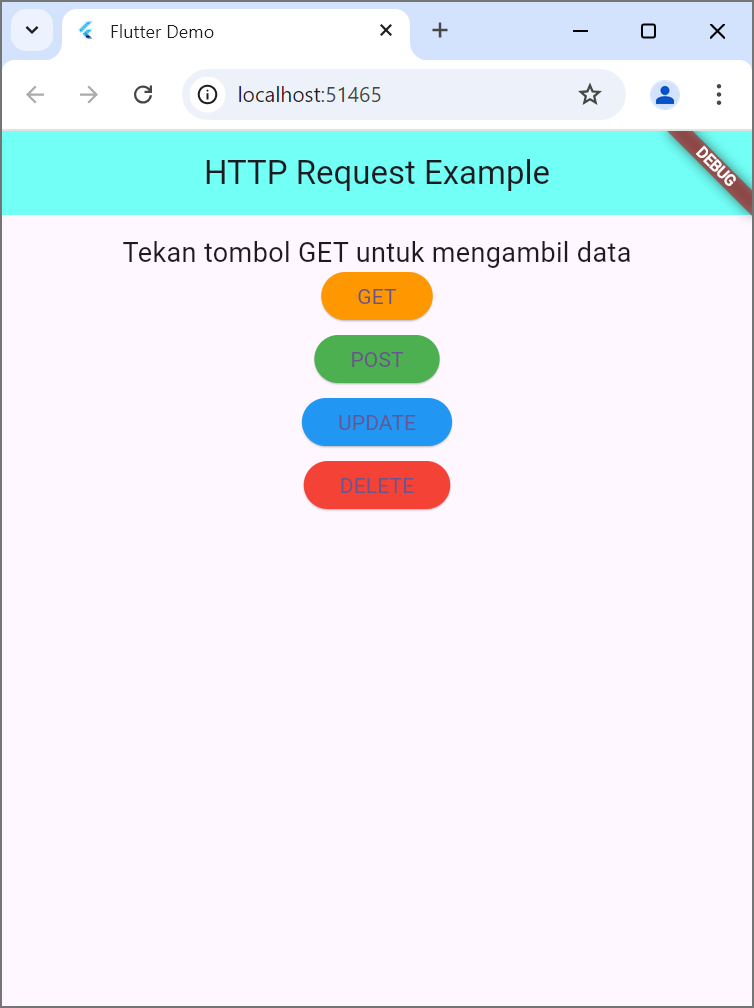 Flutter Demo
localhost:51465
HTTP Request Example
DEBUG
Tekan tombol GET untuk mengambil data
GET
POST
UPDATE
DELETE